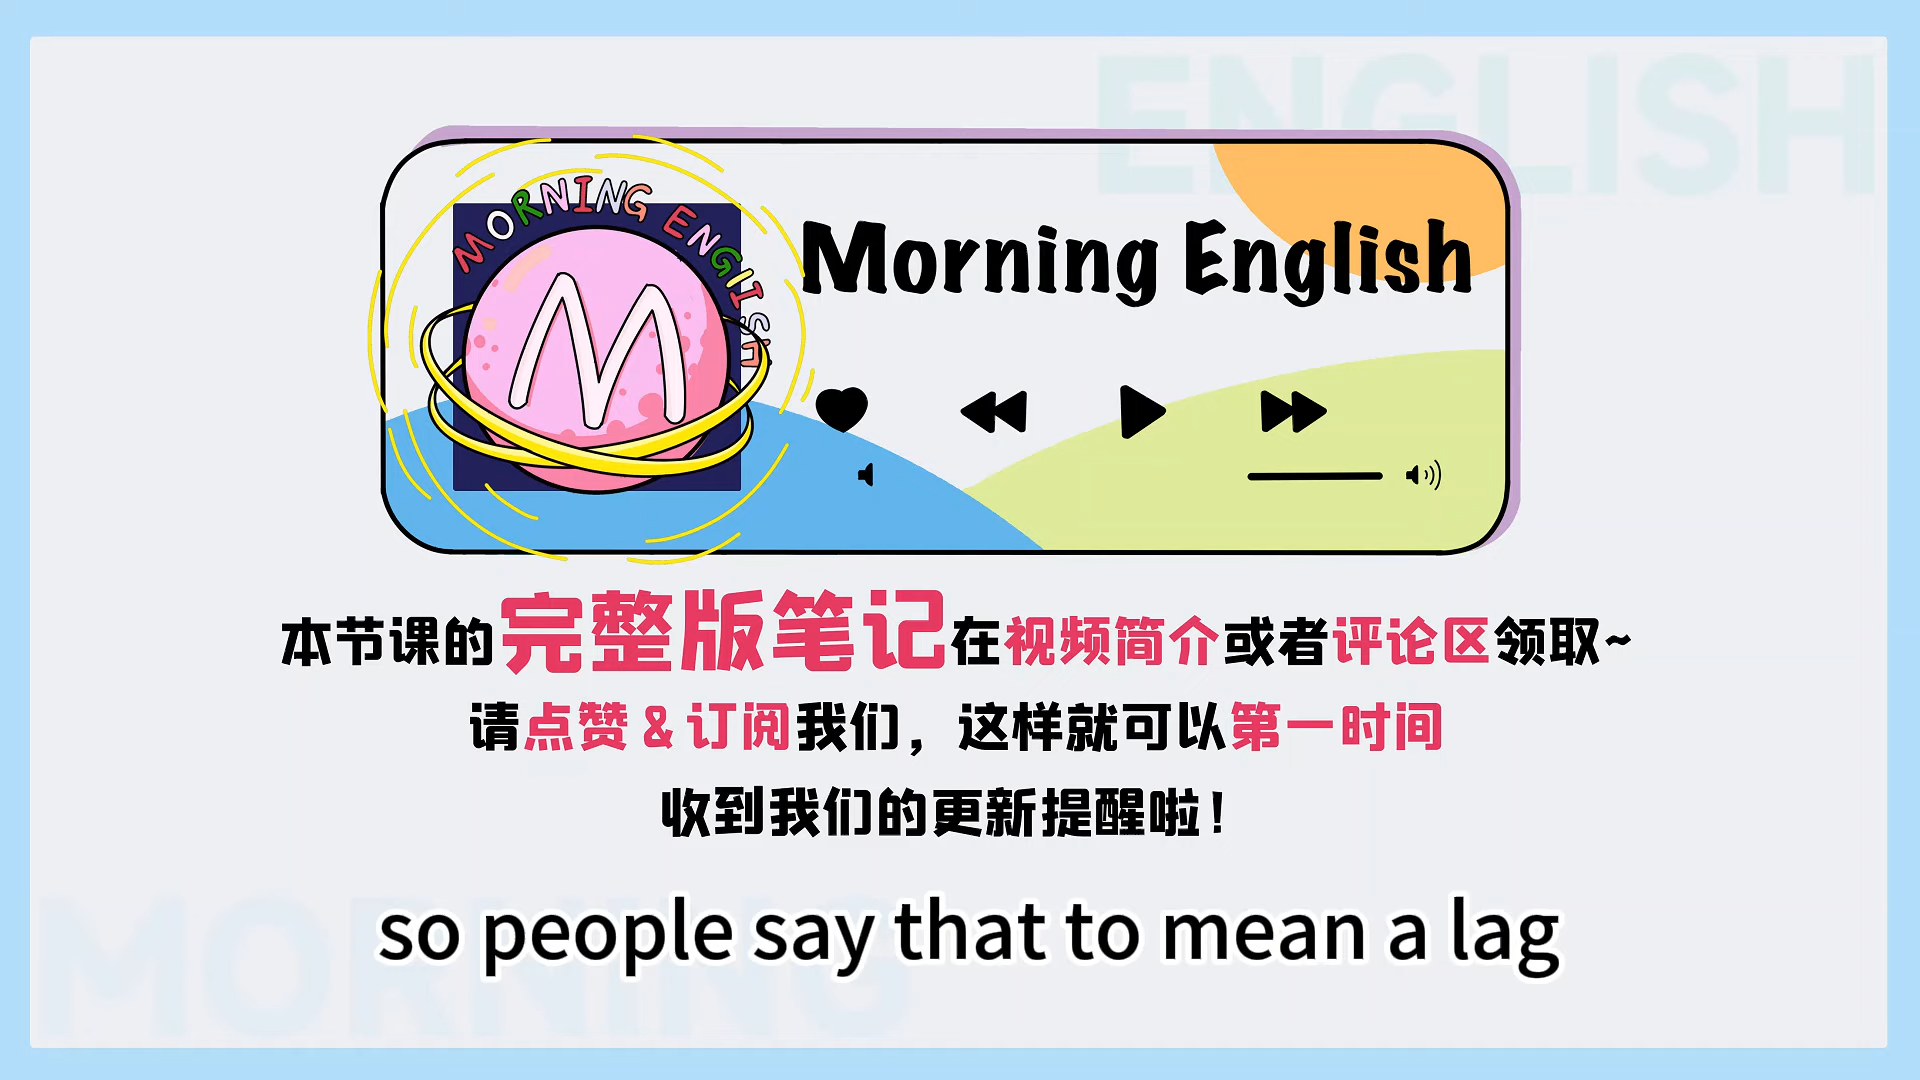 ENGLISH
MORNING ENGLISH
M
Morning English
本节课的完整版笔记在视频简介或者评论区领取~
请点赞&订阅我们，这样就可以第一时间
收到我们的更新提醒啦！
MORNING
so people say that to mean a lag